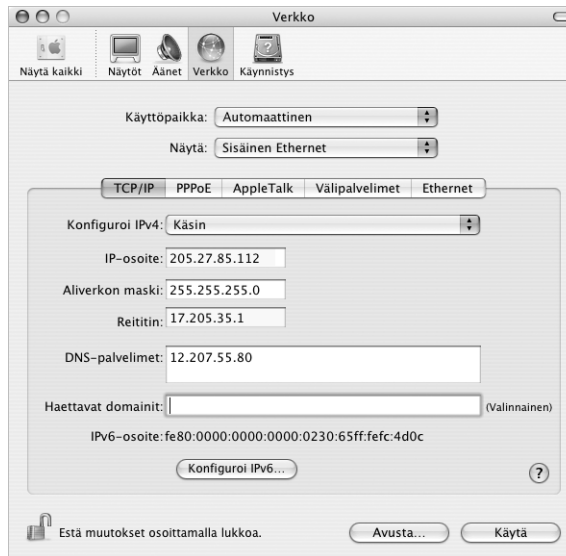 Verkko
Näytä kaikki Näytöt Äänet Verkko Käynnistys
Käyttöpaikka: Automaattinen
Näytä: Sisäinen Ethernet
TCP/IP PPPoE AppleTalk Välipalvelimet Ethernet
Konfiguroi IPv4: Käsin
IP-osoite: 205.27.85.112
Aliverkon maski: 255.255.255.0
Reititin: 17.205.35.1
DNS-palvelimet: 12.207.55.80
Haettavat domainit: (Valinnainen)
IPv6-osoite: fe80:0000:0000:0000:0230:65ff:fefc:4d0c
Konfiguroi IPv6... ?
Estä muutokset osoittamalla lukkoa. Avusta... Käytä